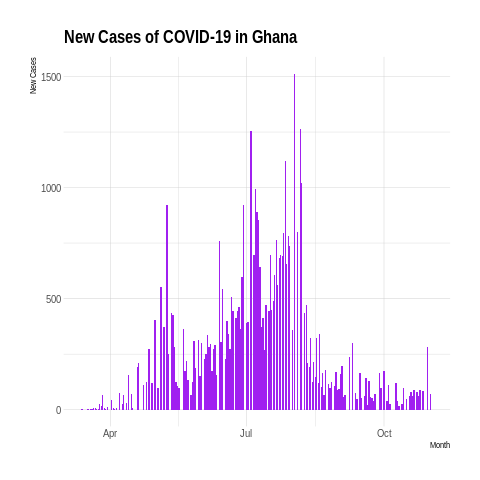 New Cases of COVID-19 in Ghana
New Cases
1500
1000
500
0
Apr
Jul
Oct
Month